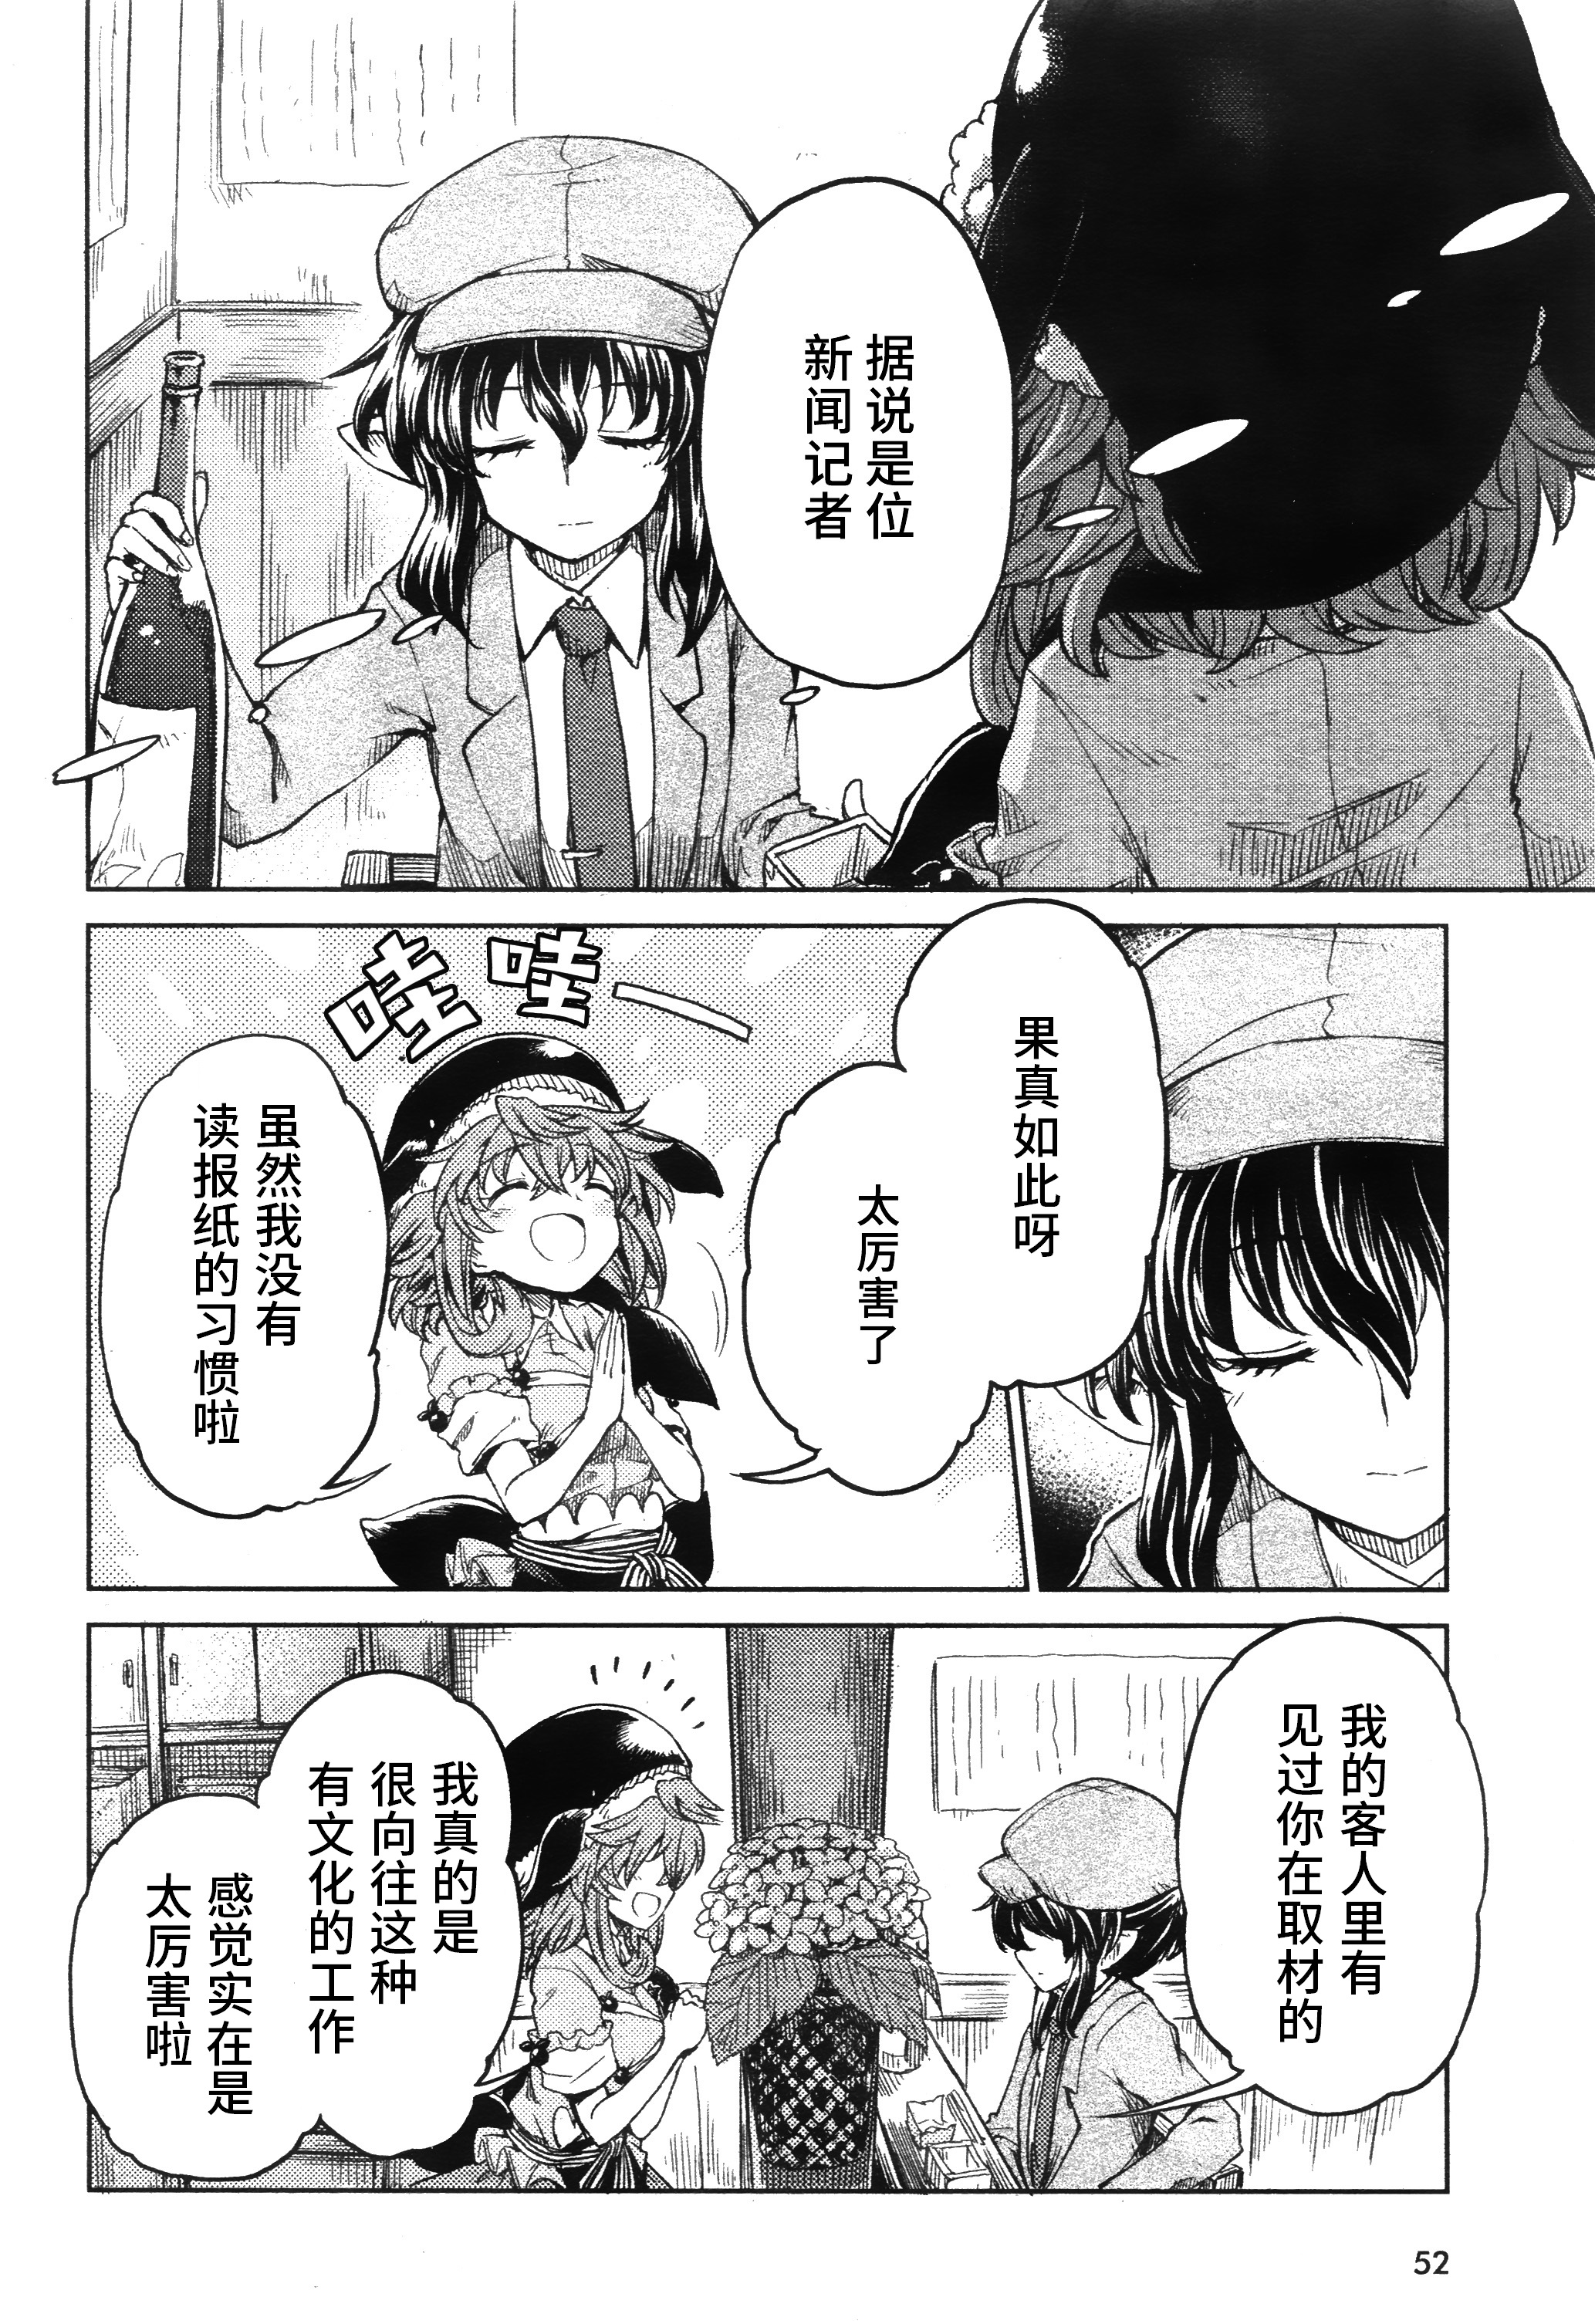 据说是位
新闻记者
果真如此呀
太厉害了
哇哇—
虽然我没有
读报纸的习惯啦
我的客人里有
见过你在取材的
我真的是
很向往这种
有文化的工作
感觉实在是
太厉害啦
52